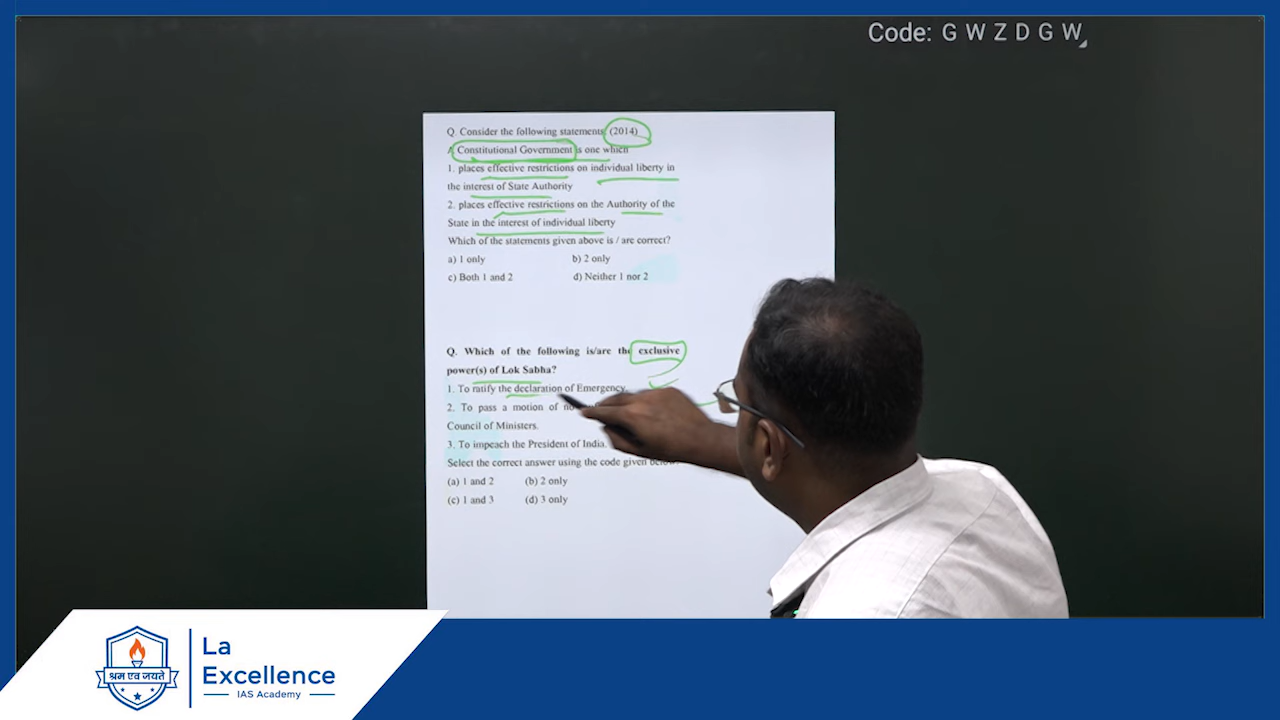 Code: G W Z D G W
Q. Consider the following statements: (2014)
A Constitutional Government is one which
1. places effective restrictions on individual liberty in
the interest of State Authority
2. places effective restrictions on the Authority of the
State in the interest of individual liberty
Which of the statements given above is / are correct?
a) 1 only b) 2 only
c) Both 1 and 2 d) Neither 1 nor 2
Q. Which of the following is/are the exclusive
power(s) of Lok Sabha?
1. To ratify the declaration of Emergency.
2. To pass a motion of
Council of Ministers.
3. To impeach the President of India.
Select the correct answer using the code given
(a) 1 and 2 (b) 2 only
(c) 1 and 3 (d) 3 only
श्रम एव जयते
La
Excellence
IAS Academy